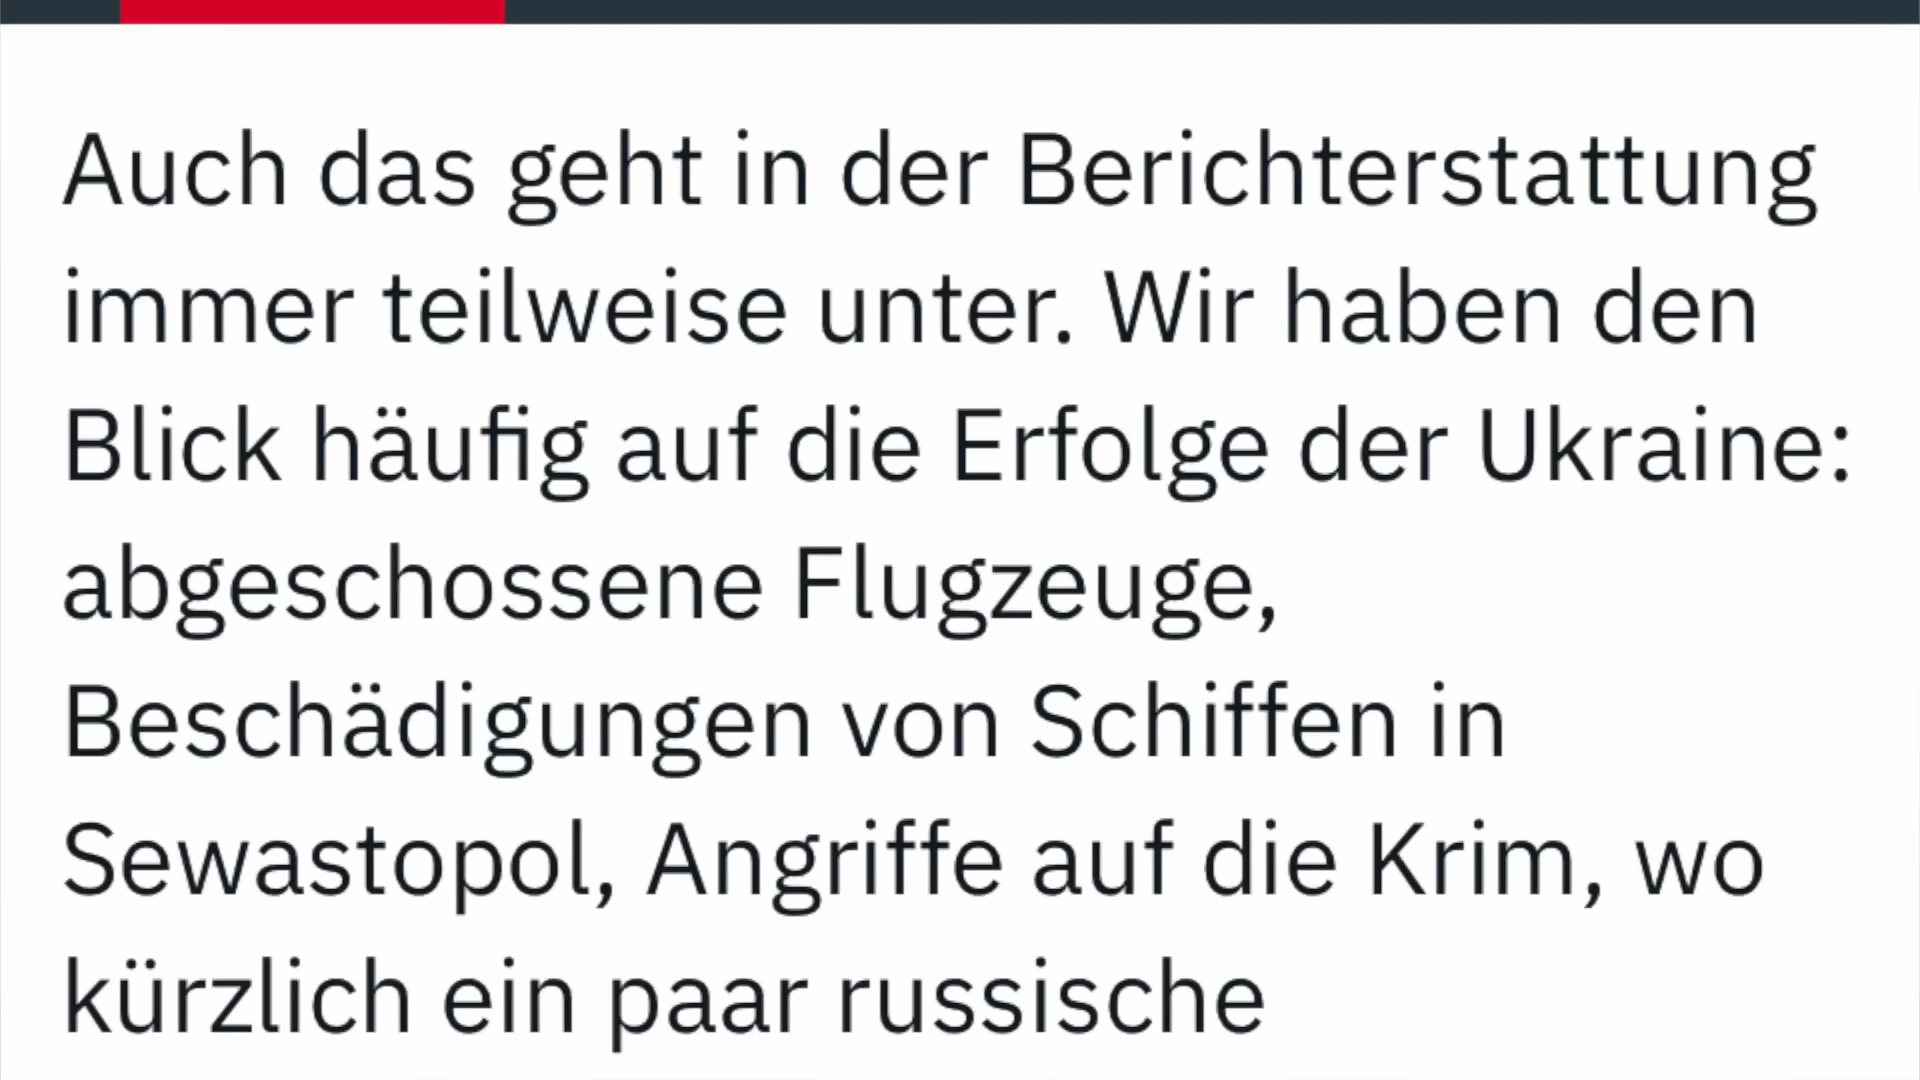 Auch das geht in der Berichterstattung
immer teilweise unter. Wir haben den
Blick häufig auf die Erfolge der Ukraine:
abgeschossene Flugzeuge,
Beschädigungen von Schiffen in
Sewastopol, Angriffe auf die Krim, wo
kürzlich ein paar russische